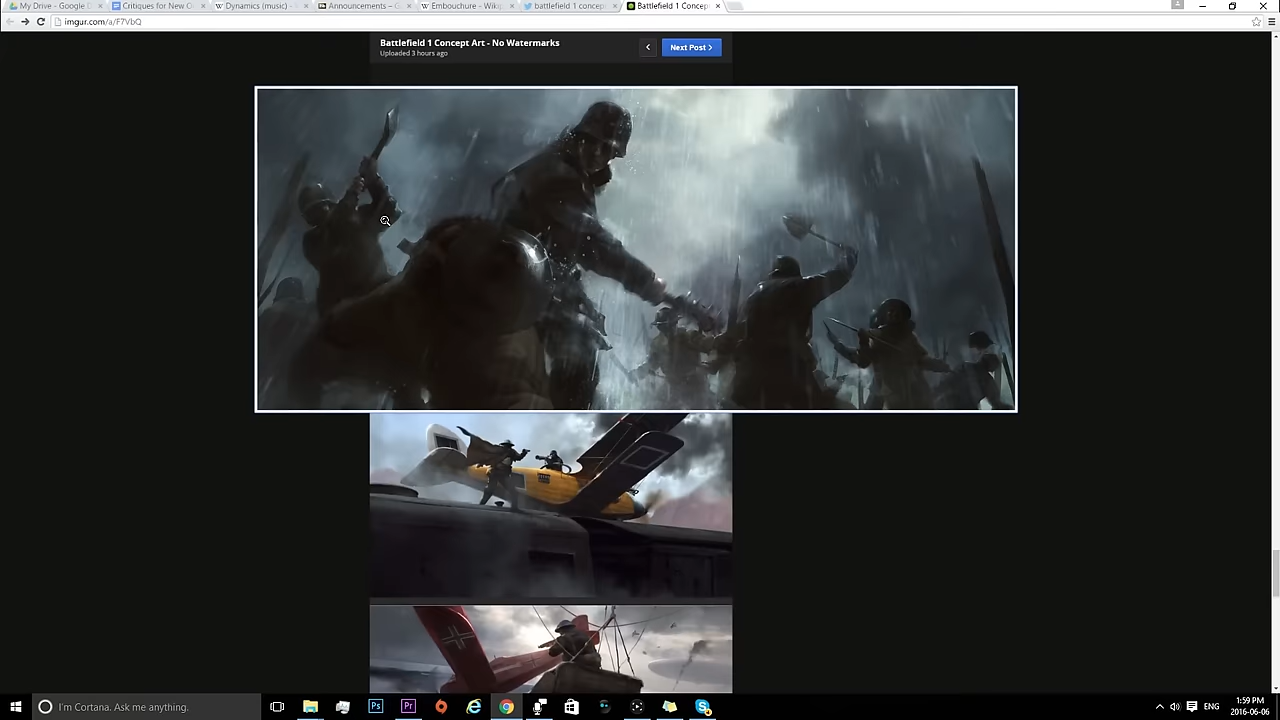 My Drive - Google D
Critiques for New C
Dynamics (music) -
Announcements – G
Embouchure - Wiki
battlefield 1 concep
Battlefield 1 Concep
imgur.com/a/F7VbQ
Battlefield 1 Concept Art - No Watermarks
Uploaded 3 hours ago
Next Post
I'm Cortana. Ask me anything.
Ps
Pr
ENG
1:59 PM
2016-06-06